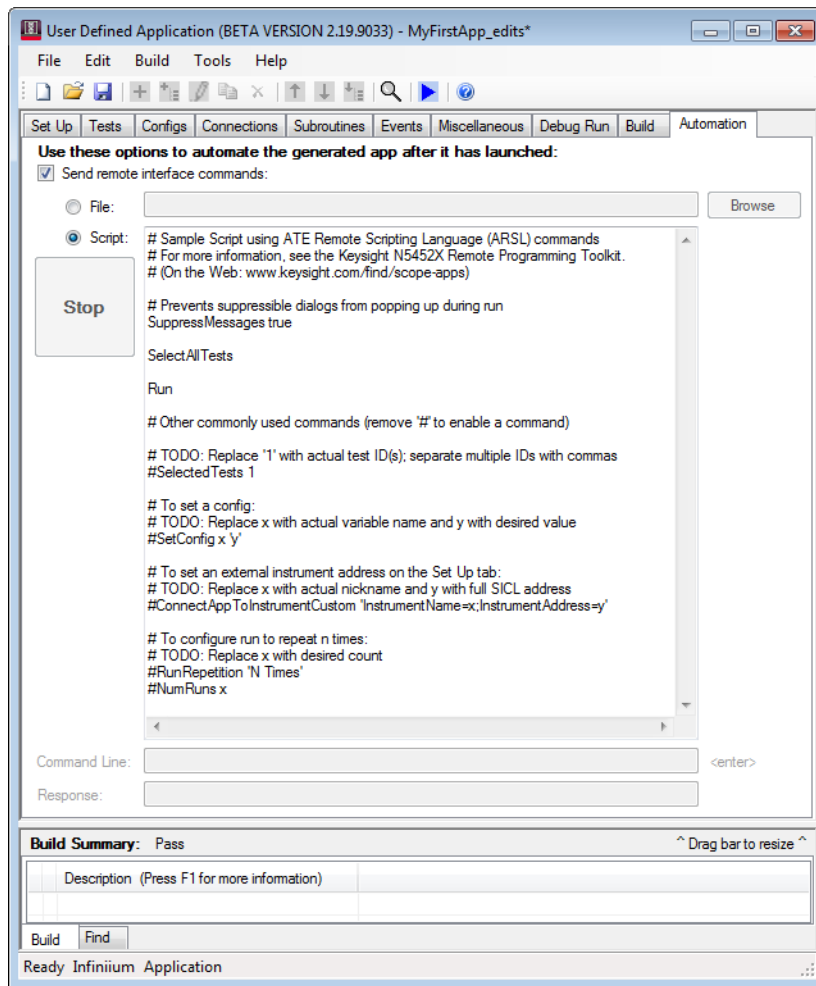 User Defined Application (BETA VERSION 2.19.9033) - MyFirstApp_edits*
File Edit Build Tools Help
Set Up Tests Configs Connections Subroutines Events Miscellaneous Debug Run Build Automation
Use these options to automate the generated app after it has launched:
Send remote interface commands:
File: Browse
Script:
# Sample Script using ATE Remote Scripting Language (ARSL) commands
# For more information, see the Keysight N5452X Remote Programming Toolkit.
# (On the Web: www.keysight.com/find/scope-apps)
Stop
# Prevents suppressible dialogs from popping up during run
SuppressMessages true
SelectAllTests
Run
# Other commonly used commands (remove '#' to enable a command)
# TODO: Replace '1' with actual test ID(s); separate multiple IDs with commas
#SelectedTests 1
# To set a config:
# TODO: Replace x with actual variable name and y with desired value
#SetConfig x 'y'
# To set an external instrument address on the Set Up tab:
# TODO: Replace x with actual nickname and y with full SICL address
#ConnectAppToInstrumentCustom 'InstrumentName=x;InstrumentAddress=y'
# To configure run to repeat n times:
# TODO: Replace x with desired count
#RunRepetition 'N Times'
#NumRuns x
Command Line: <enter>
Response:
Build Summary: Pass ^ Drag bar to resize ^
Description (Press F1 for more information)
Build Find
Ready Infiniium Application